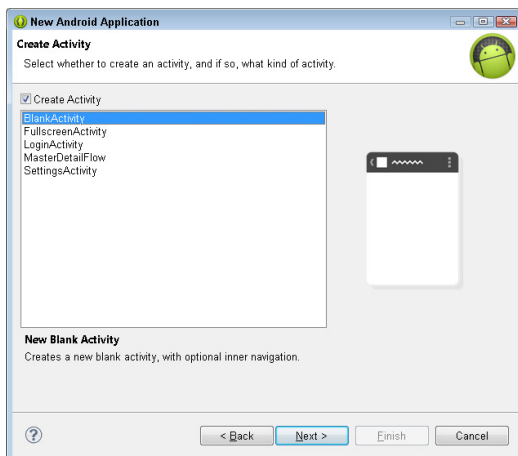 New Android Application
Create Activity
Select whether to create an activity, and if so, what kind of activity.
Create Activity
BlankActivity
FullscreenActivity
LoginActivity
MasterDetailFlow
SettingsActivity
New Blank Activity
Creates a new blank activity, with optional inner navigation.
?
< Back
Next >
Finish
Cancel